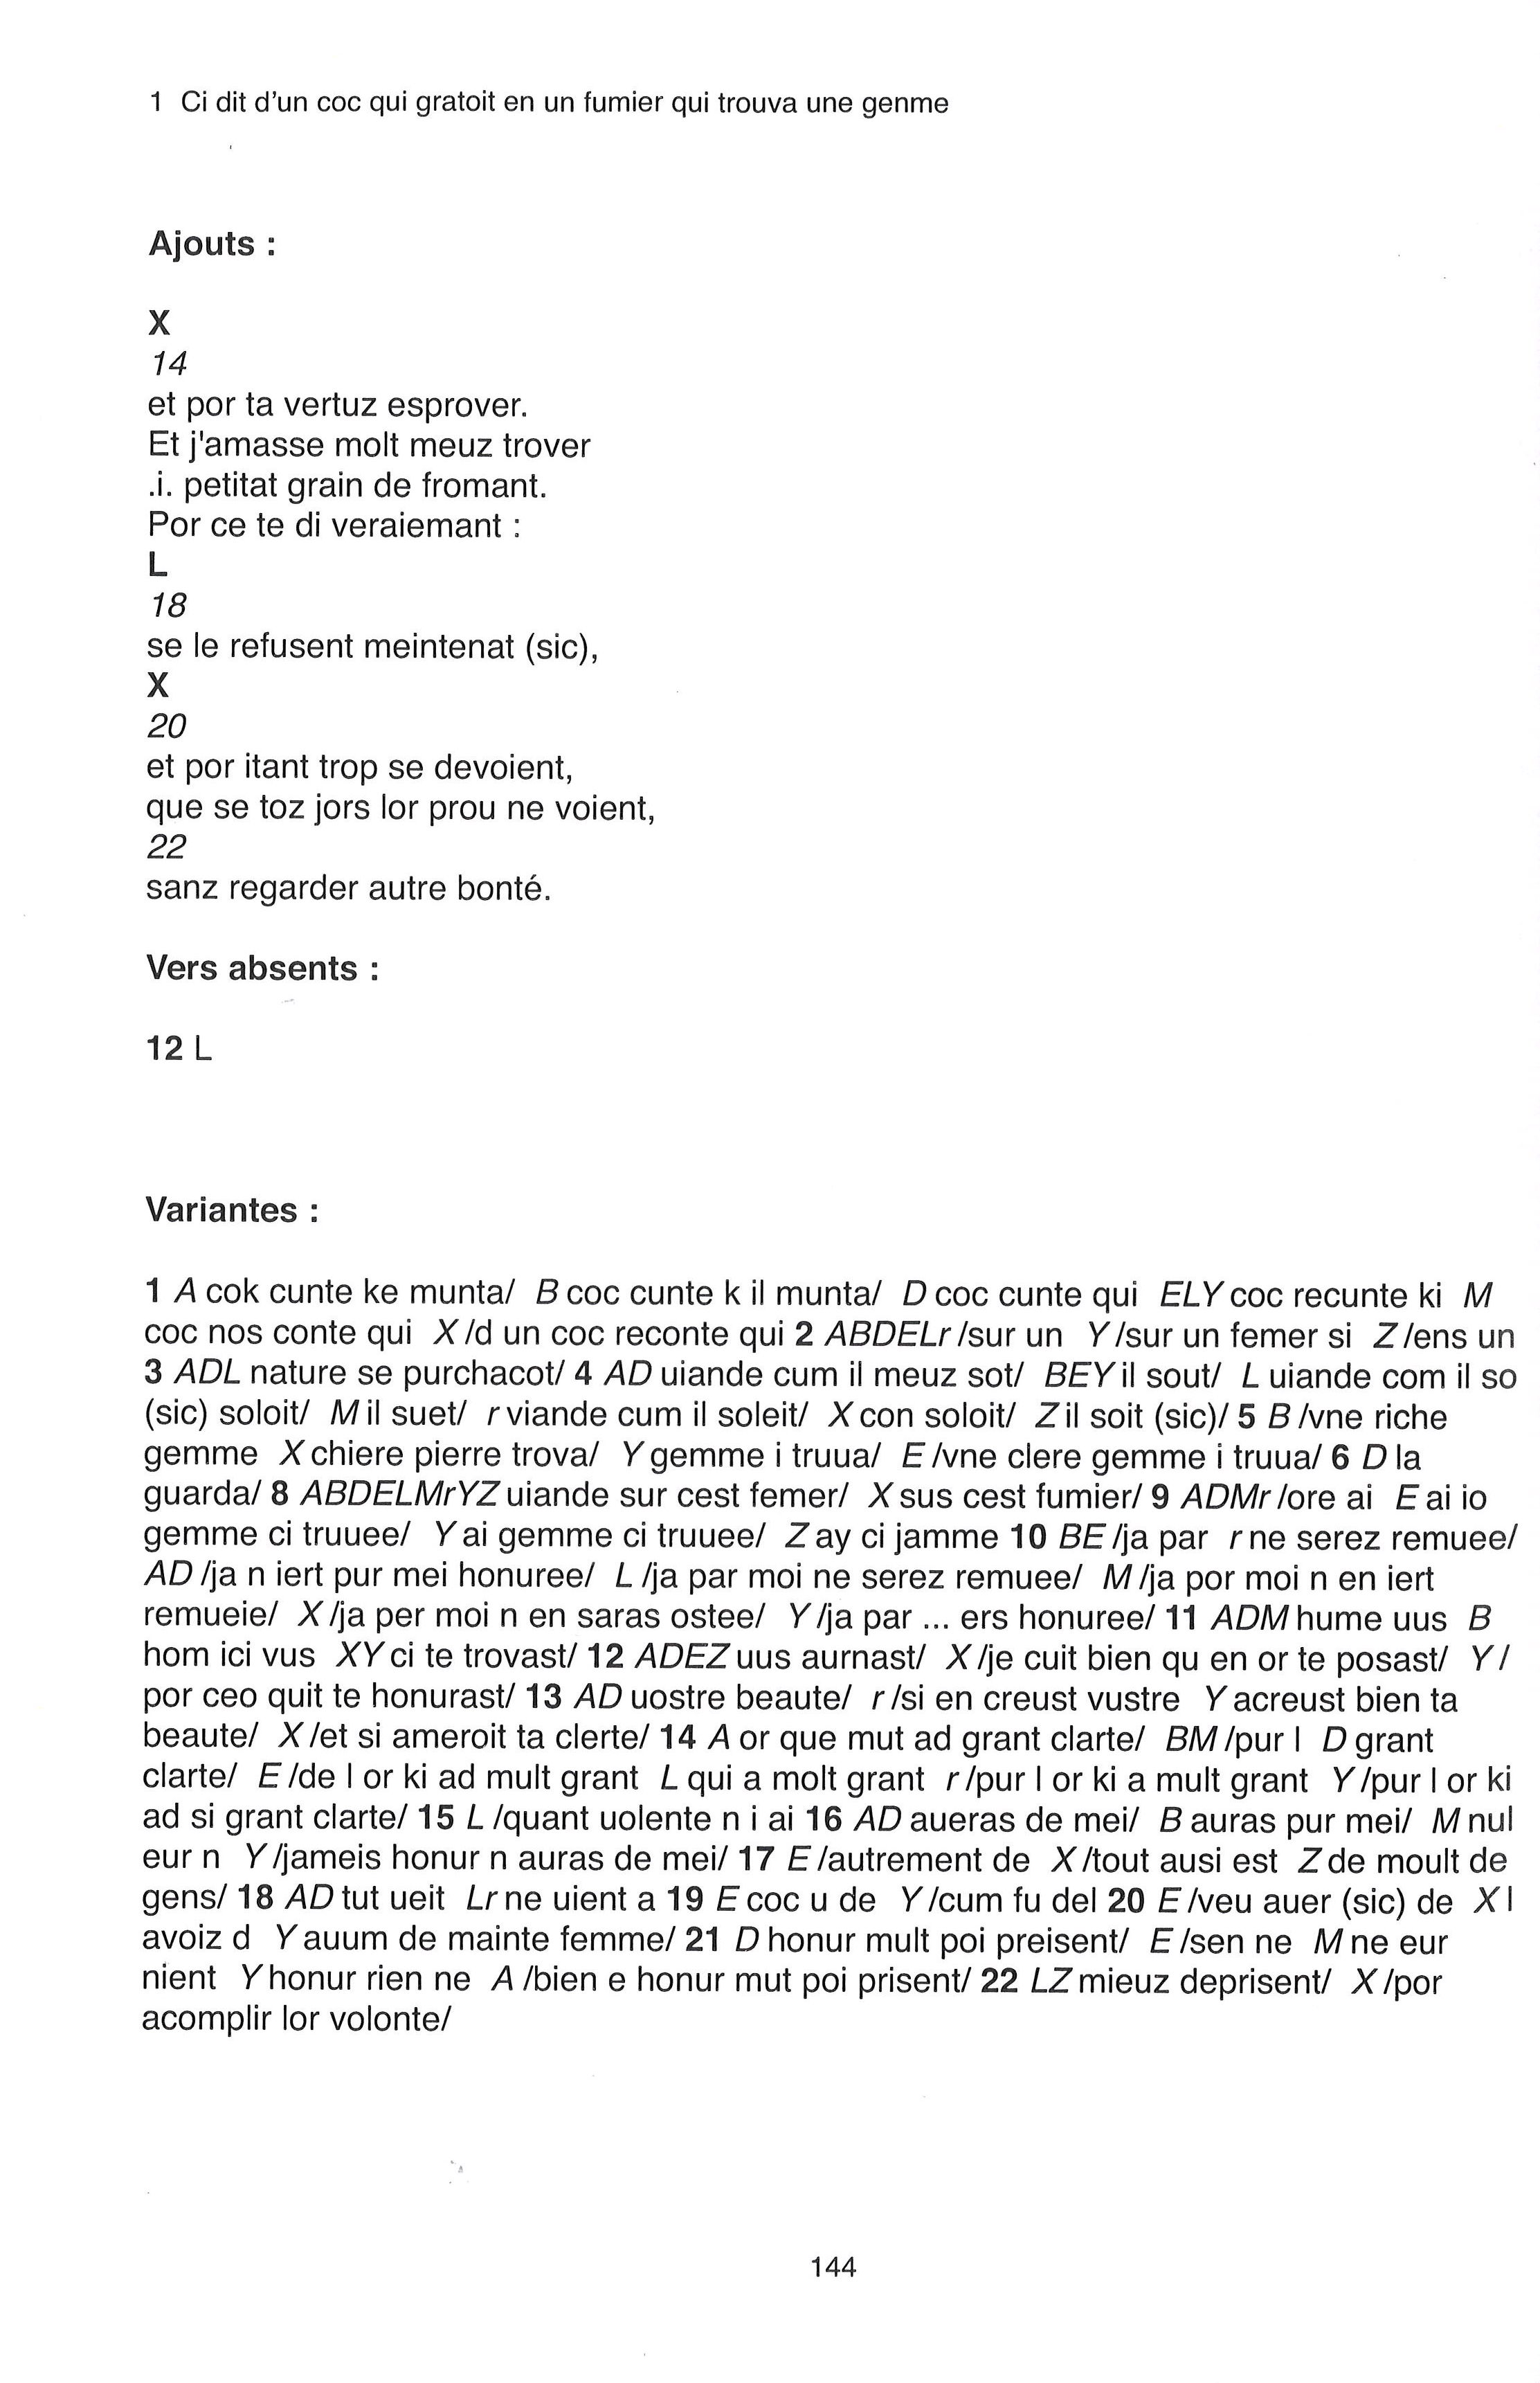 1 Ci dit d'un coc qui gratoit en un fumier qui trouva une genme
Ajouts :
X
14
et por ta vertuz esprover.
Et j'amasse molt meuz trover
.i. petitat grain de fromant.
Por ce te di veraiemant :
L
18
se le refusent meintenat (sic),
X
20
et por itant trop se devoient,
que se toz jors lor prou ne voient,
22
sanz regarder autre bonté.
Vers absents :
12 L
Variantes :
1 A cok cunte ke munta/ B coc cunte k il munta/ D coc cunte qui ELY coc recunte ki M
coc nos conte qui X /d un coc reconte qui 2 ABDELr /sur un Y /sur un femer si Z /ens un
3 ADL nature se purchacot/ 4 AD uiande cum il meuz sot/ BEY il sout/ L uiande com il so
(sic) soloit/ M il suet/ r viande cum il soleit/ X con soloit/ Z il soit (sic)/ 5 B /vne riche
gemme X chiere pierre trova/ Y gemme i truua/ E /vne clere gemme i truua/ 6 D la
guarda/ 8 ABDELMrYZ uiande sur cest femer/ X sus cest fumier/ 9 ADMr /ore ai E ai io
gemme ci truuee/ Y ai gemme ci truuee/ Z ay ci jamme 10 BE /ja par r ne serez remuee/
AD /ja n iert pur mei honuree/ L /ja par moi ne serez remuee/ M /ja por moi n en iert
remueie/ X /ja per moi n en saras ostee/ Y /ja par ... ers honuree/ 11 ADM hume uus B
hom ici vus XY ci te trovast/ 12 ADEZ uus aurnast/ X /je cuit bien qu en or te posast/ Y /
por ceo quit te honurast/ 13 AD uostre beaute/ r /si en creust vustre Y acreust bien ta
beaute/ X /et si ameroit ta clerte/ 14 A or que mut ad grant clarte/ BM /pur l D grant
clarte/ E /de l or ki ad mult grant L qui a molt grant r /pur l or ki a mult grant Y /pur l or ki
ad si grant clarte/ 15 L /quant uolente n i ai 16 AD aueras de mei/ B auras pur mei/ M nul
eur n Y /jameis honur n auras de mei/ 17 E /autrement de X /tout ausi est Z de moult de
gens/ 18 AD tut ueit Lr ne uient a 19 E coc u de Y /cum fu del 20 E /veu auer (sic) de X l
avoiz d Y auum de mainte femme/ 21 D honur mult poi preisent/ E /sen ne M ne eur
nient Y honur rien ne A /bien e honur mut poi prisent/ 22 LZ mieuz deprisent/ X /por
acomplir lor volonte/
144